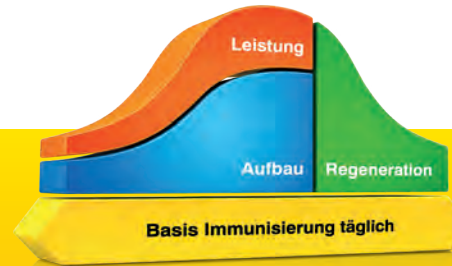 Leistung
Aufbau
Regeneration
Basis Immunisierung täglich